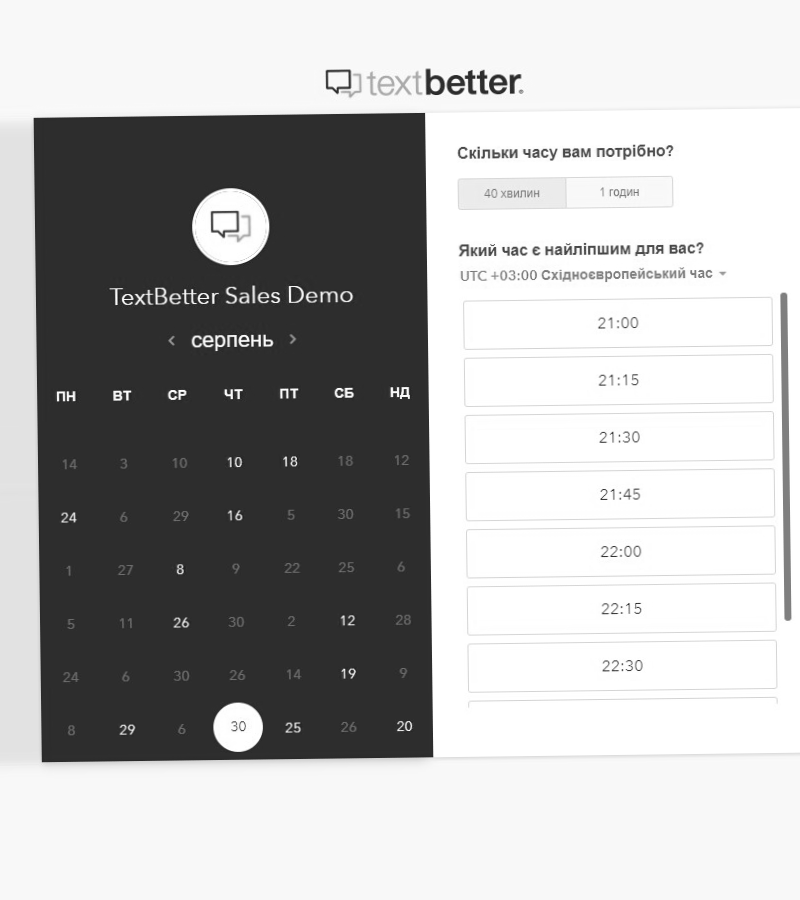 textbetter.
TextBetter Sales Demo
‹ серпень ›
ПН ВТ СР ЧТ ПТ СБ НД
14 3 10 10 18 18 12
24 6 29 16 5 30 15
1 27 8 9 22 25 6
5 11 26 30 2 12 28
24 6 30 26 14 19 9
8 29 6 30 25 26 20
Скільки часу вам потрібно?
40 хвилин 1 годин
Який час є найліпшим для вас?
UTC +03:00 Східноєвропейський час
21:00
21:15
21:30
21:45
22:00
22:15
22:30